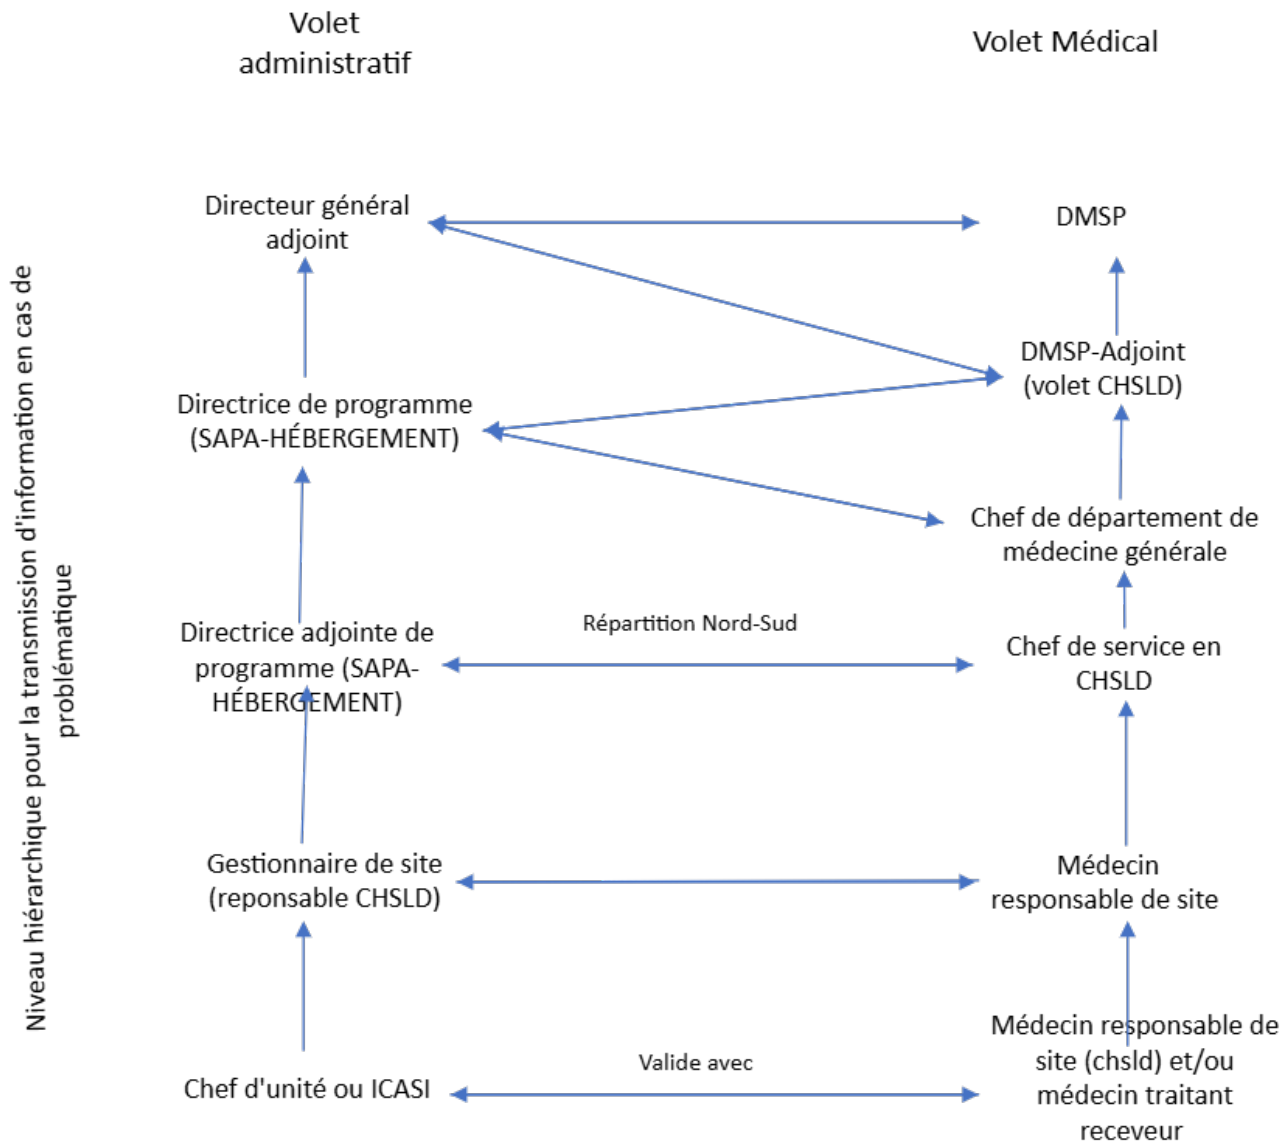 Volet
administratif
Volet Médical
Niveau hiérarchique pour la transmission d'information en cas de
problématique
Directeur général
adjoint
DMSP
DMSP-Adjoint
(volet CHSLD)
Directrice de programme
(SAPA-HÉBERGEMENT)
Chef de département de
médecine générale
Directrice adjointe de
programme (SAPA-
HÉBERGEMENT)
Répartition Nord-Sud
Chef de service en
CHSLD
Gestionnaire de site
(reponsable CHSLD)
Médecin
responsable de site
Chef d'unité ou ICASI
Valide avec
Médecin responsable de
site (chsld) et/ou
médecin traitant
receveur